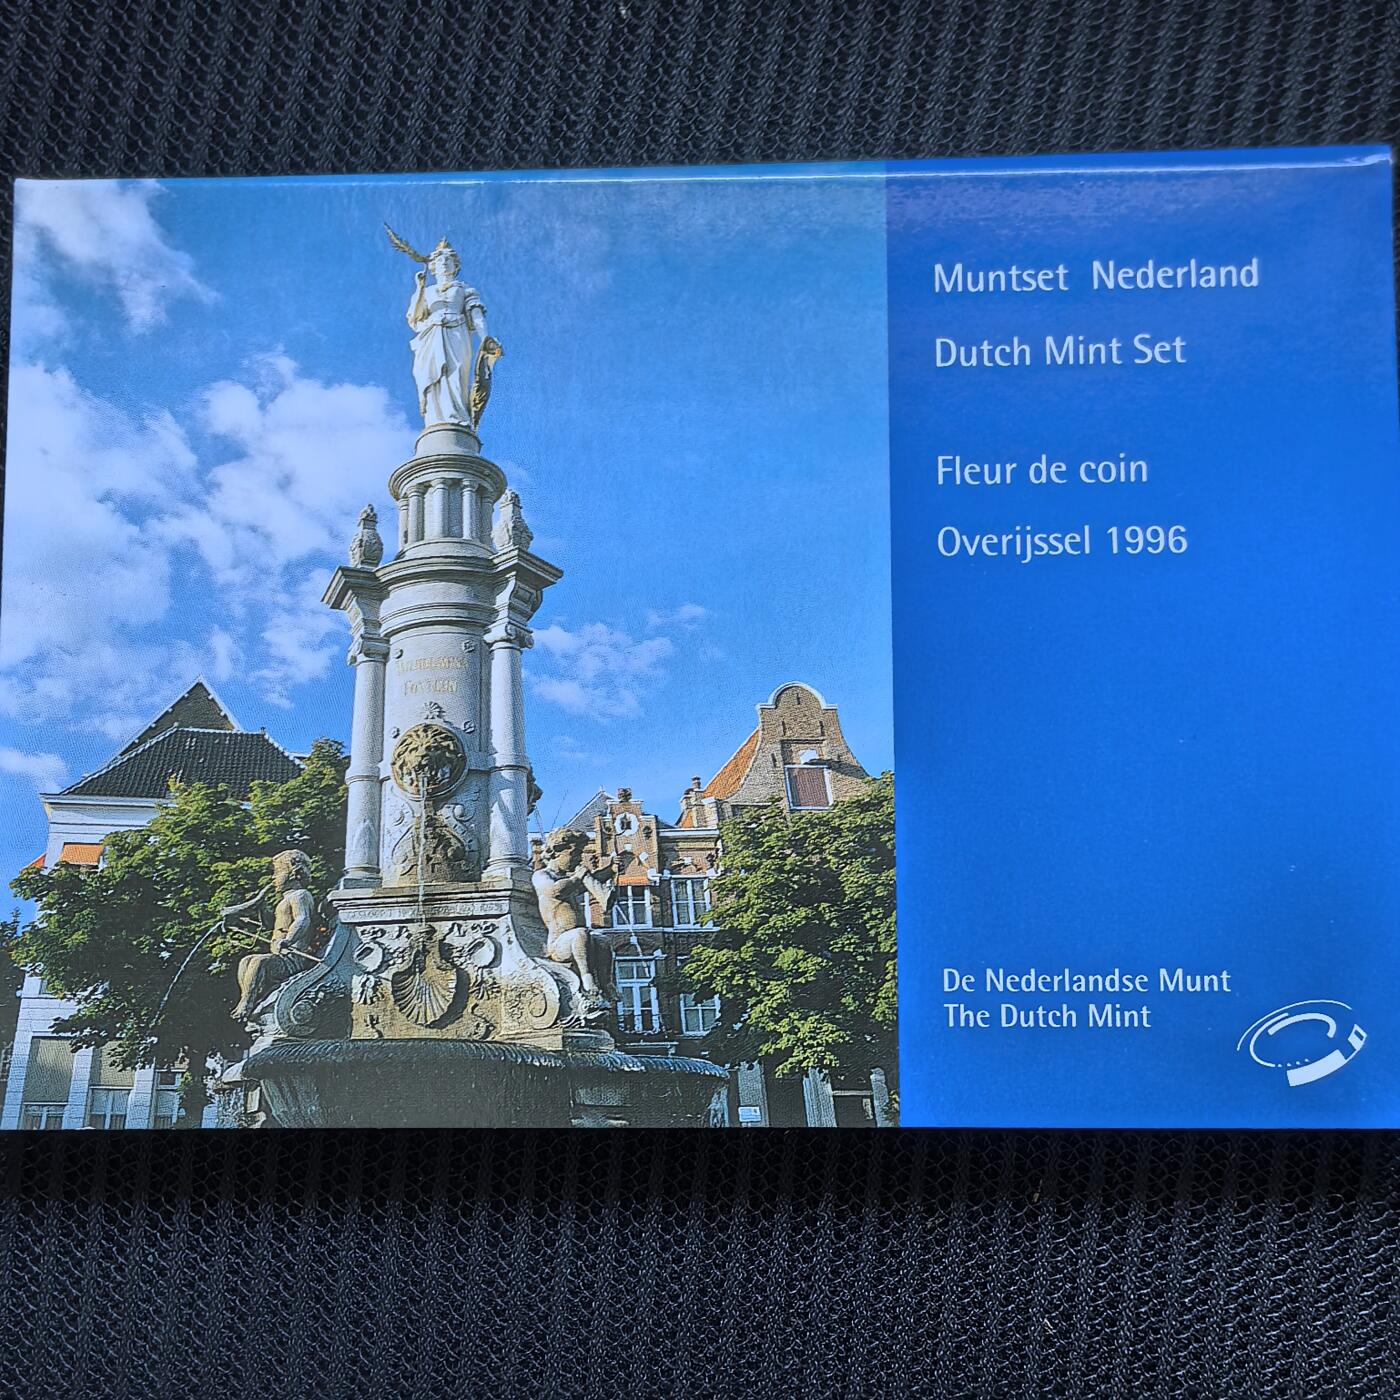 Muntset Nederland
Dutch Mint Set
Fleur de coin
Overijssel 1996
De Nederlandse Munt
The Dutch Mint